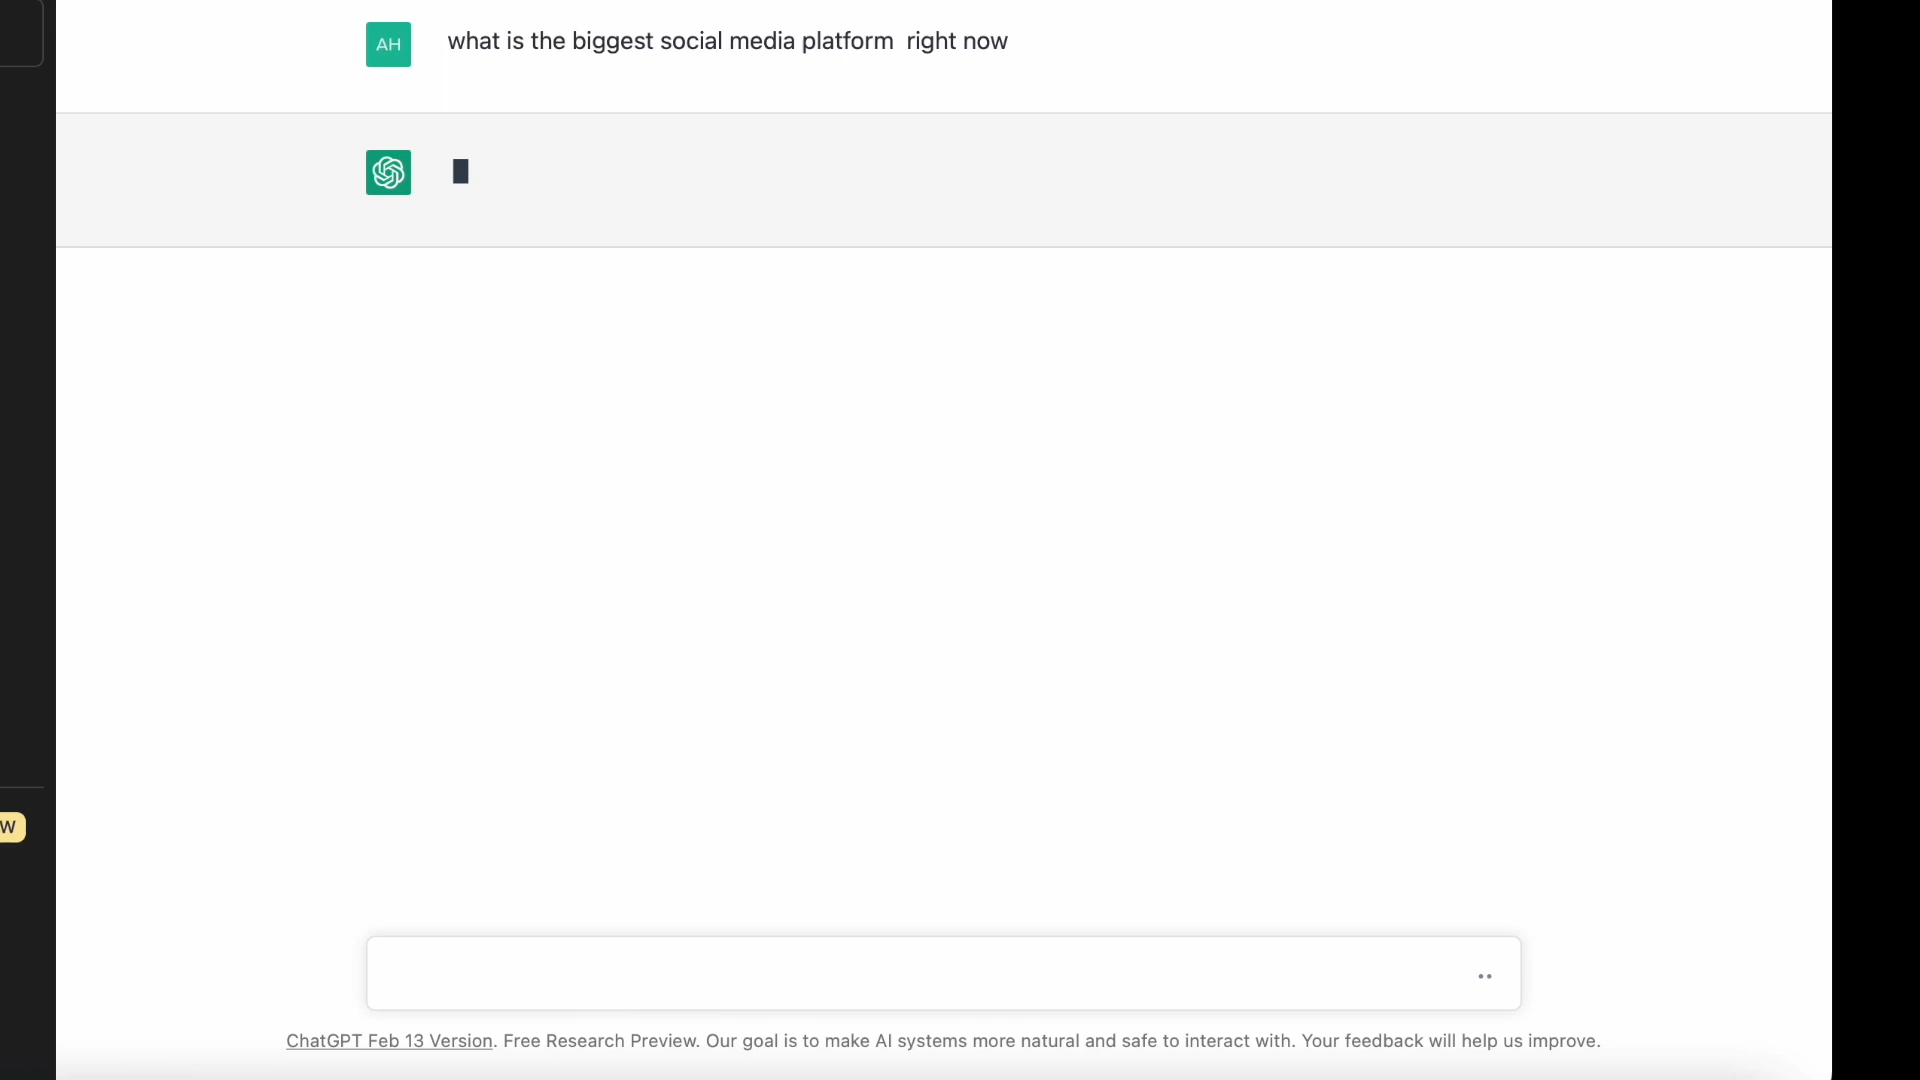 AH
what is the biggest social media platform  right now
W
ChatGPT Feb 13 Version. Free Research Preview. Our goal is to make AI systems more natural and safe to interact with. Your feedback will help us improve.